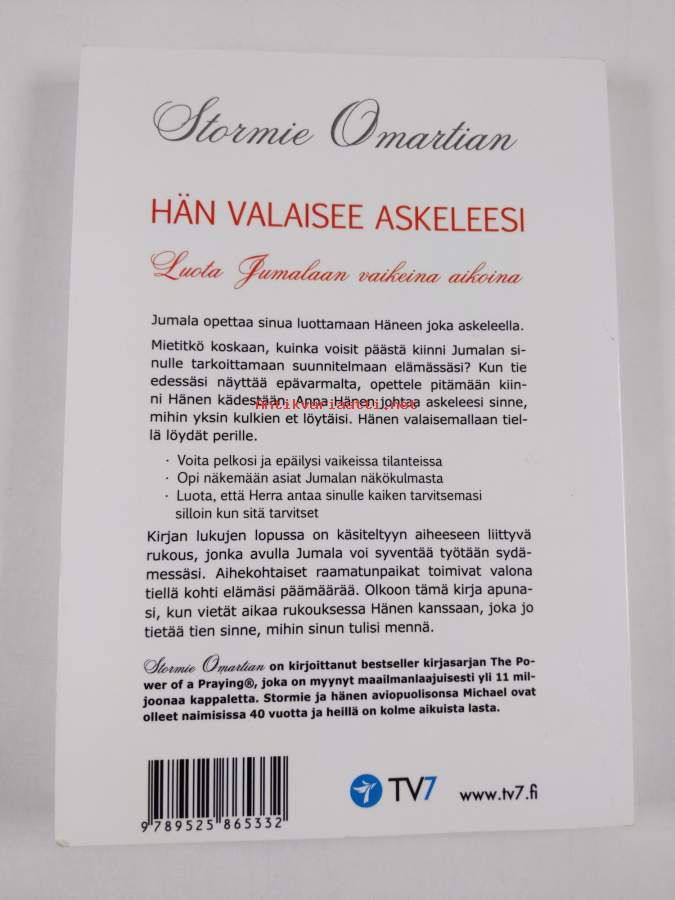 Stormie Omartian
HÄN VALAISEE ASKELEESI
Luota Jumalaan vaikeina aikoina
Jumala opettaa sinua luottamaan Häneen joka askeleella.
Mietitkö koskaan, kuinka voisit päästä kiinni Jumalan si-
nulle tarkoittamaan suunnitelmaan elämässäsi? Kun tie
edessäsi näyttää epävarmalta, opettele pitämään kiin-
ni Hänen kädestään. Anna Hänen johtaa askeleesi sinne,
Antikvariaatti.net
mihin yksin kulkien et löytäisi. Hänen valaisemallaan tiel-
lä löydät perille.
· Voita pelkosi ja epäilysi vaikeissa tilanteissa
· Opi näkemään asiat Jumalan näkökulmasta
· Luota, että Herra antaa sinulle kaiken tarvitsemasi
silloin kun sitä tarvitset
Kirjan lukujen lopussa on käsiteltyyn aiheeseen liittyvä
rukous, jonka avulla Jumala voi syventää työtään sydä-
messäsi. Aihekohtaiset raamatunpaikat toimivat valona
tiellä kohti elämäsi päämäärää. Olkoon tämä kirja apuna-
si, kun vietät aikaa rukouksessa Hänen kanssaan, joka jo
tietää tien sinne, mihin sinun tulisi mennä.
Stormie Omartian on kirjoittanut bestseller kirjasarjan The Po-
wer of a Praying®, joka on myynyt maailmanlaajuisesti yli 11 mil-
joonaa kappaletta. Stormie ja hänen aviopuolisonsa Michael ovat
olleet naimisissa 40 vuotta ja heillä on kolme aikuista lasta.
TV7 www.tv7.fi
9 789525 865332